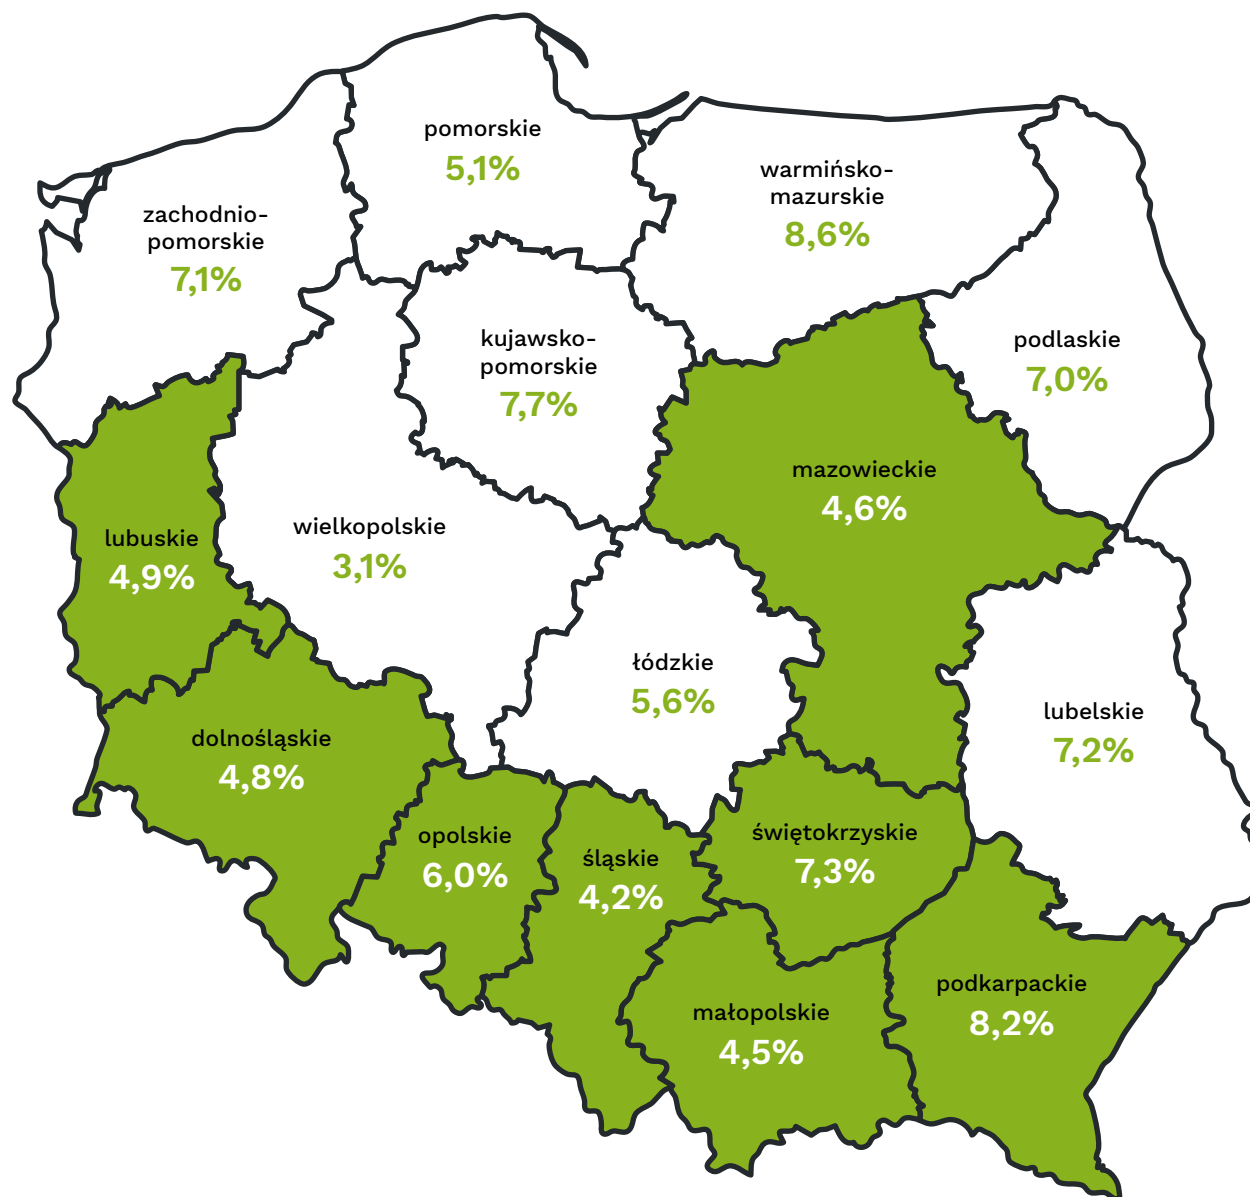 pomorskie
5,1%
warmińsko-
mazurskie
8,6%
zachodnio-
pomorskie
7,1%
kujawsko-
pomorskie
7,7%
podlaskie
7,0%
mazowieckie
4,6%
wielkopolskie
3,1%
lubuskie
4,9%
łódzkie
5,6%
lubelskie
7,2%
dolnośląskie
4,8%
opolskie
6,0%
śląskie
4,2%
świętokrzyskie
7,3%
podkarpackie
8,2%
małopolskie
4,5%